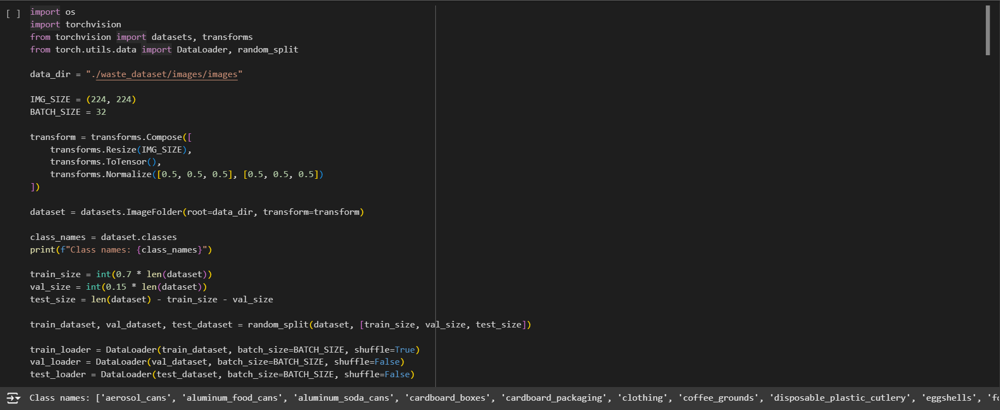 [ ] import os
import torchvision
from torchvision import datasets, transforms
from torch.utils.data import DataLoader, random_split

data_dir = "./waste_dataset/images/images"

IMG_SIZE = (224, 224)
BATCH_SIZE = 32

transform = transforms.Compose([
    transforms.Resize(IMG_SIZE),
    transforms.ToTensor(),
    transforms.Normalize([0.5, 0.5, 0.5], [0.5, 0.5, 0.5])
])

dataset = datasets.ImageFolder(root=data_dir, transform=transform)

class_names = dataset.classes
print(f"Class names: {class_names}")

train_size = int(0.7 * len(dataset))
val_size = int(0.15 * len(dataset))
test_size = len(dataset) - train_size - val_size

train_dataset, val_dataset, test_dataset = random_split(dataset, [train_size, val_size, test_size])

train_loader = DataLoader(train_dataset, batch_size=BATCH_SIZE, shuffle=True)
val_loader = DataLoader(val_dataset, batch_size=BATCH_SIZE, shuffle=False)
test_loader = DataLoader(test_dataset, batch_size=BATCH_SIZE, shuffle=False)
Class names: ['aerosol_cans', 'aluminum_food_cans', 'aluminum_soda_cans', 'cardboard_boxes', 'cardboard_packaging', 'clothing', 'coffee_grounds', 'disposable_plastic_cutlery', 'eggshells',